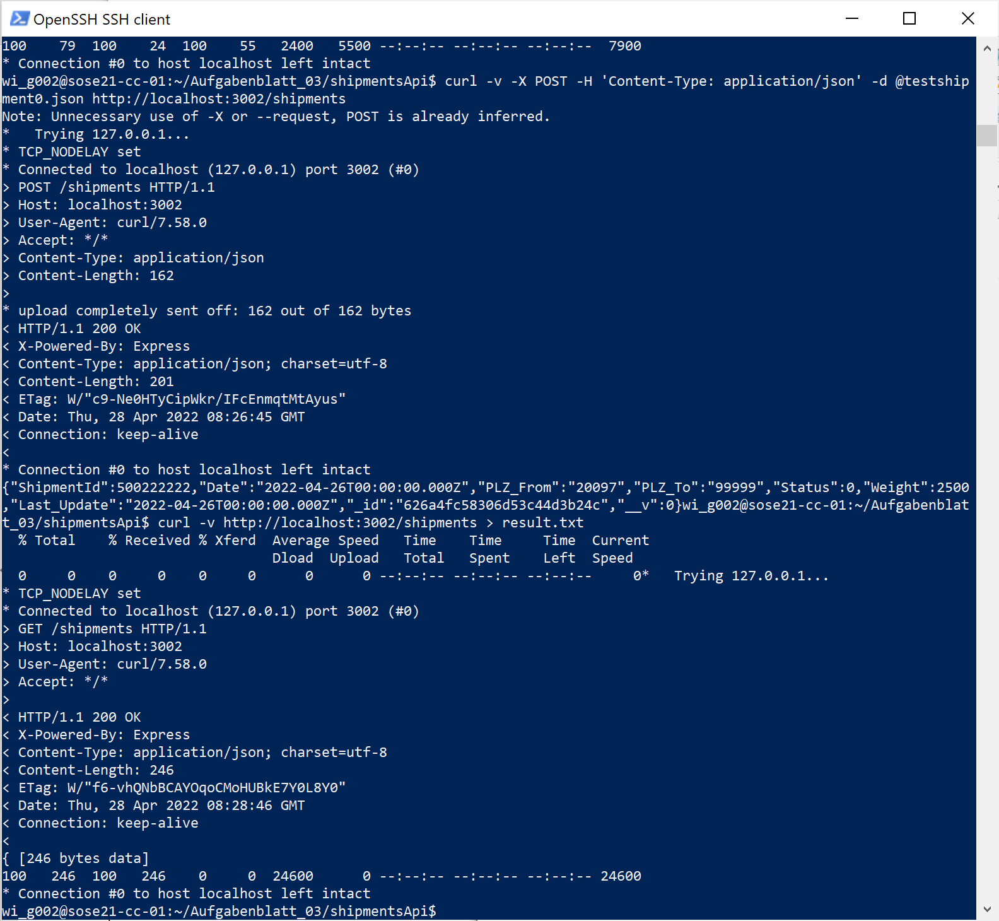 OpenSSH SSH client
100    79  100    24  100    55   2400   5500 --:--:-- --:--:-- --:--:--  7900
* Connection #0 to host localhost left intact
wi_g002@sose21-cc-01:~/Aufgabenblatt_03/shipmentsApi$ curl -v -X POST -H 'Content-Type: application/json' -d @testship
ment0.json http://localhost:3002/shipments
Note: Unnecessary use of -X or --request, POST is already inferred.
*   Trying 127.0.0.1...
* TCP_NODELAY set
* Connected to localhost (127.0.0.1) port 3002 (#0)
> POST /shipments HTTP/1.1
> Host: localhost:3002
> User-Agent: curl/7.58.0
> Accept: */*
> Content-Type: application/json
> Content-Length: 162
>
* upload completely sent off: 162 out of 162 bytes
< HTTP/1.1 200 OK
< X-Powered-By: Express
< Content-Type: application/json; charset=utf-8
< Content-Length: 201
< ETag: W/"c9-Ne0HTyCipWkr/IFcEnmqtMtAyus"
< Date: Thu, 28 Apr 2022 08:26:45 GMT
< Connection: keep-alive
<
* Connection #0 to host localhost left intact
{"ShipmentId":500222222,"Date":"2022-04-26T00:00:00.000Z","PLZ_From":"20097","PLZ_To":"99999","Status":0,"Weight":2500
,"Last_Update":"2022-04-26T00:00:00.000Z","_id":"626a4fc58306d53c44d3b24c","__v":0}wi_g002@sose21-cc-01:~/Aufgabenblat
t_03/shipmentsApi$ curl -v http://localhost:3002/shipments > result.txt
  % Total    % Received % Xferd  Average Speed   Time    Time     Time  Current
                                 Dload  Upload   Total   Spent    Left  Speed
  0     0    0     0    0     0      0      0 --:--:-- --:--:-- --:--:--     0*   Trying 127.0.0.1...
* TCP_NODELAY set
* Connected to localhost (127.0.0.1) port 3002 (#0)
> GET /shipments HTTP/1.1
> Host: localhost:3002
> User-Agent: curl/7.58.0
> Accept: */*
>
< HTTP/1.1 200 OK
< X-Powered-By: Express
< Content-Type: application/json; charset=utf-8
< Content-Length: 246
< ETag: W/"f6-vhQNbBCAYOqoCMoHUBkE7Y0L8Y0"
< Date: Thu, 28 Apr 2022 08:28:46 GMT
< Connection: keep-alive
<
{ [246 bytes data]
100   246  100   246    0     0  24600      0 --:--:-- --:--:-- --:--:-- 24600
* Connection #0 to host localhost left intact
wi_g002@sose21-cc-01:~/Aufgabenblatt_03/shipmentsApi$